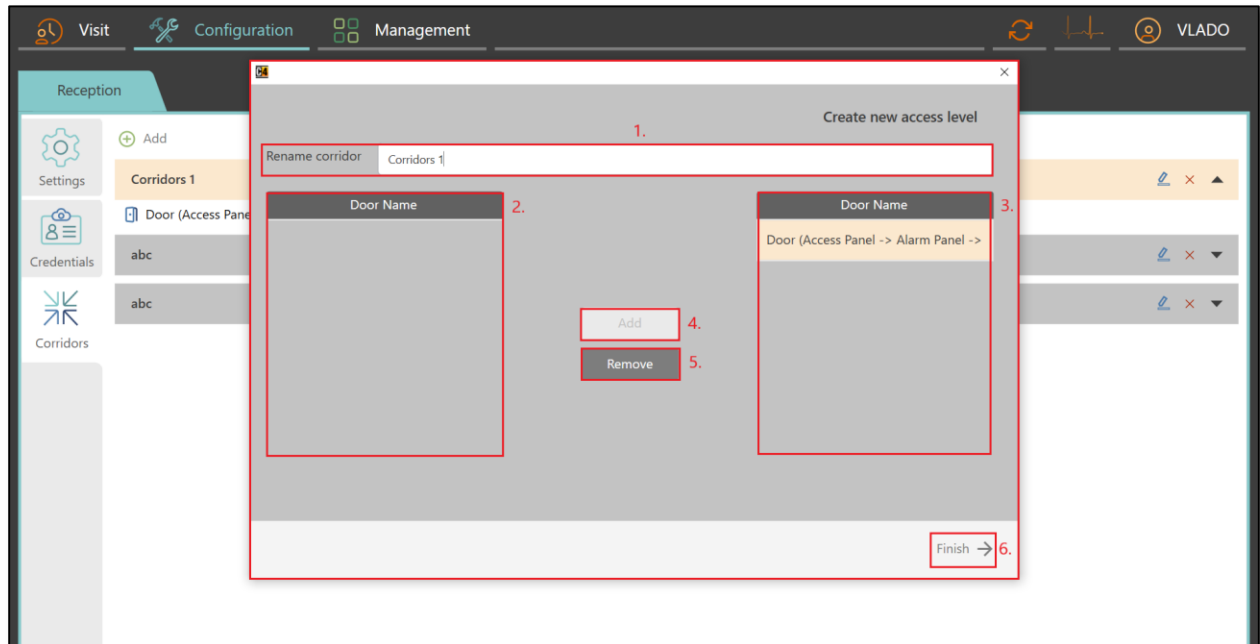 Visit
Configuration
Management
VLADO
Reception
C4
Create new access level
1.
Rename corridor
Corridors 1
Door Name
2.
Door Name
3.
Door (Access Panel -> Alarm Panel ->
Add
4.
Remove
5.
Finish
6.
Settings
Credentials
Corridors
Add
Corridors 1
Door (Access Pane
abc
abc